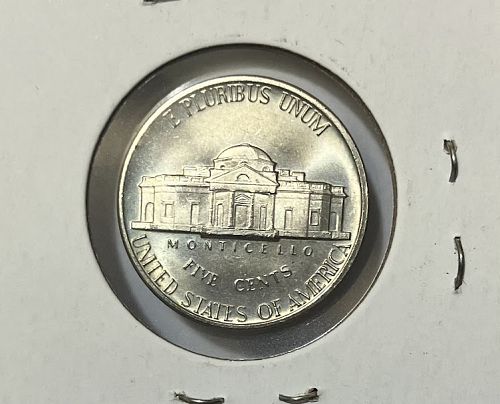 E PLURIBUS UNUM
MONTICELLO
FIVE CENTS
UNITED STATES OF AMERICA